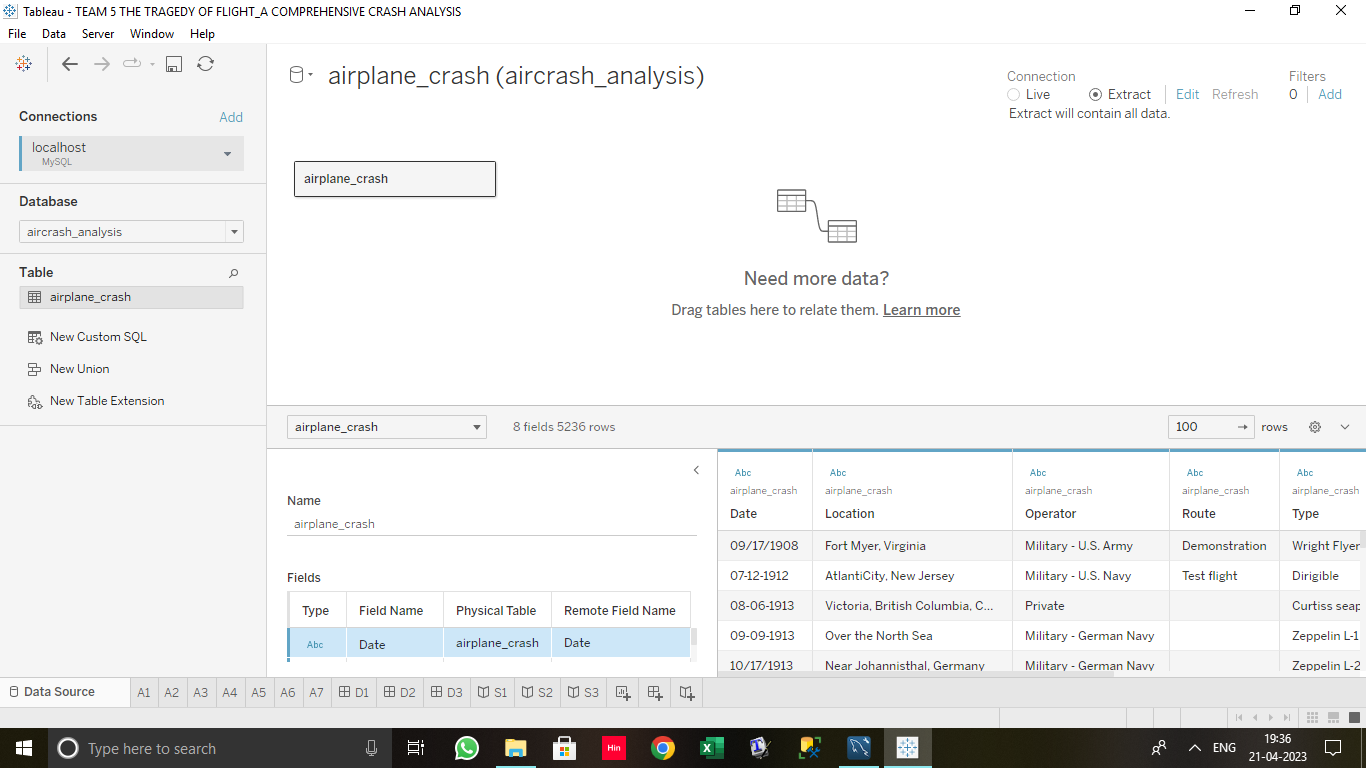 Tableau - TEAM 5 THE TRAGEDY OF FLIGHT_A COMPREHENSIVE CRASH ANALYSIS
File Data Server Window Help
Connections Add
localhost
MySQL
Database
aircrash_analysis
Table
airplane_crash
New Custom SQL
New Union
New Table Extension
airplane_crash (aircrash_analysis)
Connection
Live Extract Edit Refresh
Extract will contain all data.
Filters
0 Add
airplane_crash
Need more data?
Drag tables here to relate them. Learn more
airplane_crash 8 fields 5236 rows 100 rows
Name
airplane_crash
Fields
Type Field Name Physical Table Remote Field Name
Abc Date airplane_crash Date
Abc Abc Abc Abc Abc
airplane_crash airplane_crash airplane_crash airplane_crash airplane_crash
Date Location Operator Route Type
09/17/1908 Fort Myer, Virginia Military - U.S. Army Demonstration Wright Flyer
07-12-1912 AtlantiCity, New Jersey Military - U.S. Navy Test flight Dirigible
08-06-1913 Victoria, British Columbia, C... Private Curtiss seap
09-09-1913 Over the North Sea Military - German Navy Zeppelin L-1
10/17/1913 Near Johannisthal, Germany Military - German Navy Zeppelin L-2
Data Source A1 A2 A3 A4 A5 A6 A7 D1 D2 D3 S1 S2 S3
Type here to search Hin ENG 19:36
21-04-2023